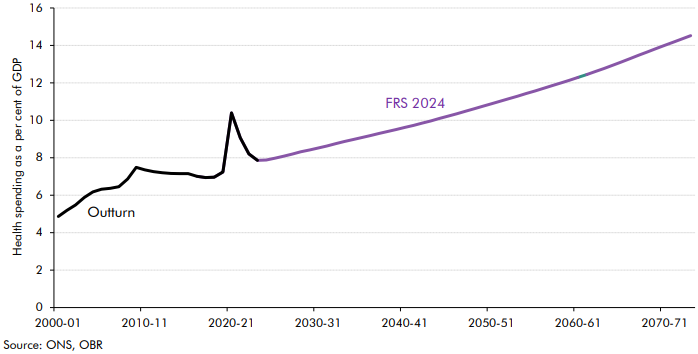 16
14
12
10
8
6
4
2
0
Health spending as a per cent of GDP
FRS 2024
Outturn
2000-01 2010-11 2020-21 2030-31 2040-41 2050-51 2060-61 2070-71
Source: ONS, OBR